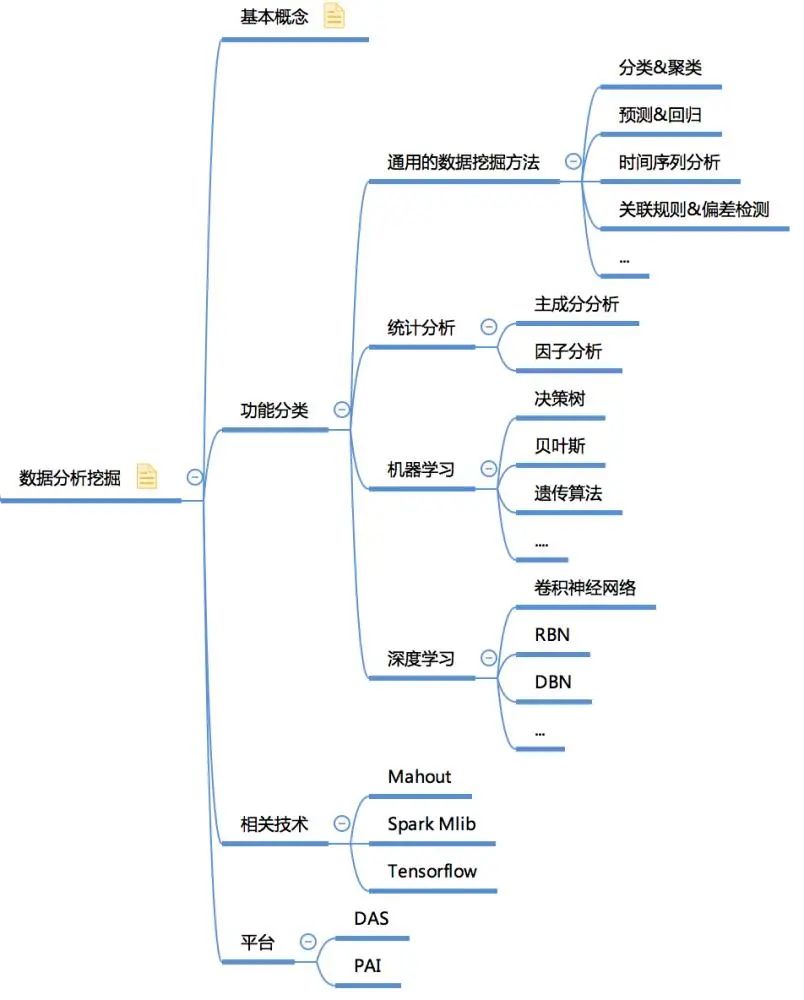 基本概念
分类&聚类
预测&回归
通用的数据挖掘方法
时间序列分析
关联规则&偏差检测
...
主成分分析
统计分析
因子分析
决策树
功能分类
贝叶斯
机器学习
数据分析挖掘
遗传算法
....
卷积神经网络
RBN
深度学习
DBN
...
Mahout
相关技术
Spark Mlib
Tensorflow
DAS
平台
PAI